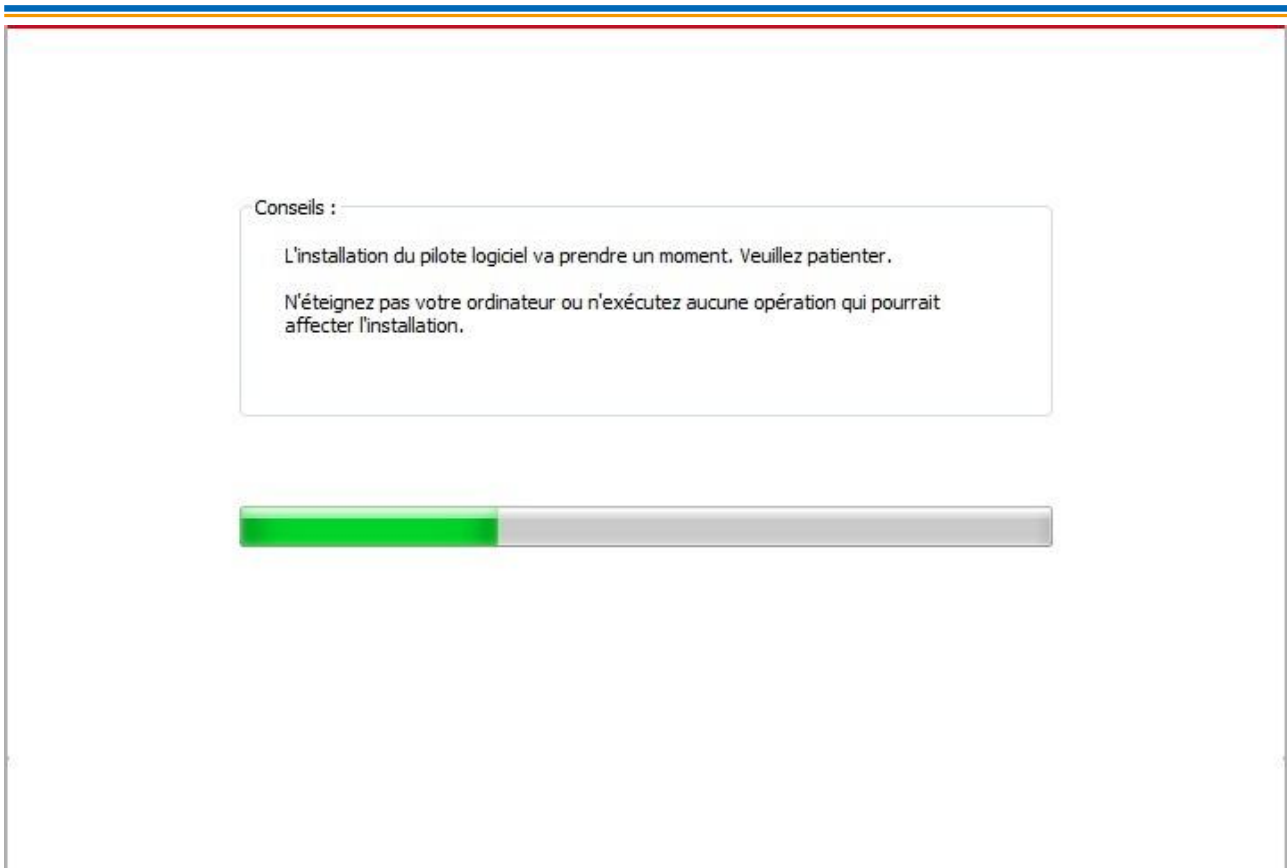 Conseils :
L'installation du pilote logiciel va prendre un moment. Veuillez patienter.
N'éteignez pas votre ordinateur ou n'exécutez aucune opération qui pourrait
affecter l'installation.